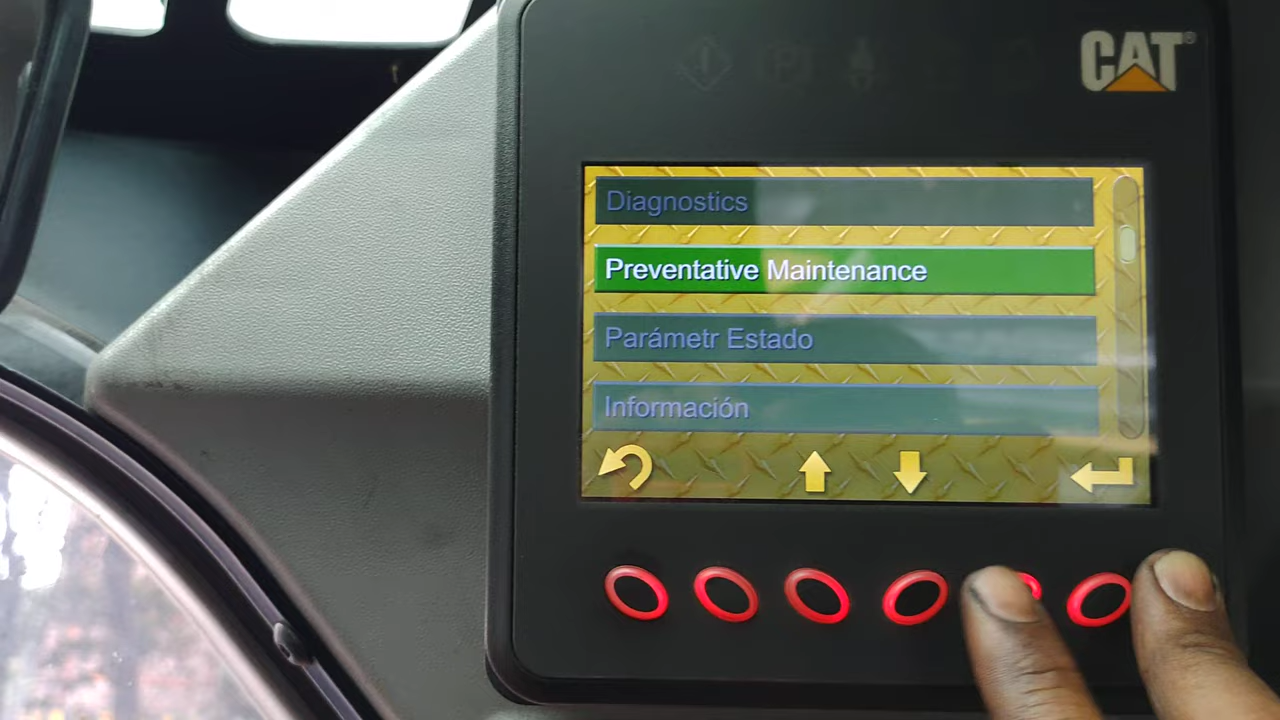 CAT®
Diagnostics
Preventative Maintenance
Parámetr Estado
Información